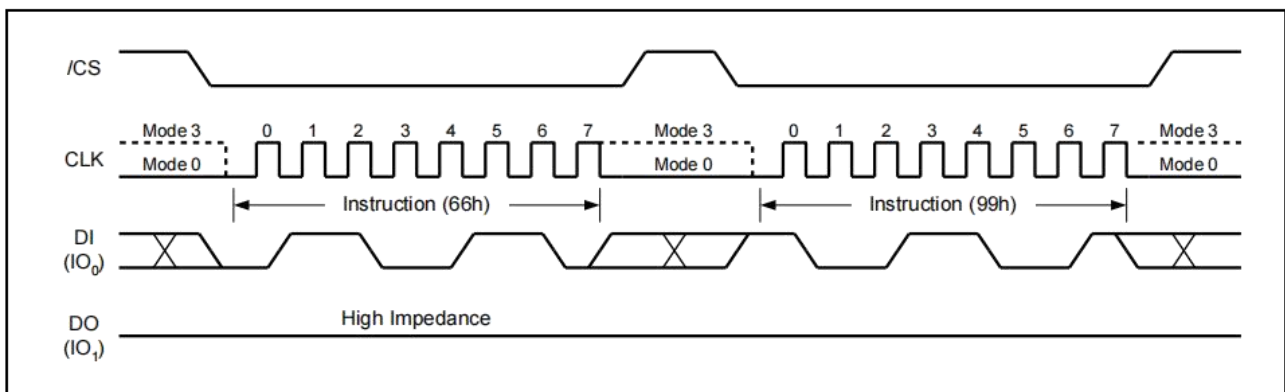 /CS
Mode 3 0 1 2 3 4 5 6 7 Mode 3 0 1 2 3 4 5 6 7 Mode 3
CLK
Mode 0 Mode 0 Mode 0
Instruction (66h) Instruction (99h)
DI
(IO₀)
High Impedance
DO
(IO₁)